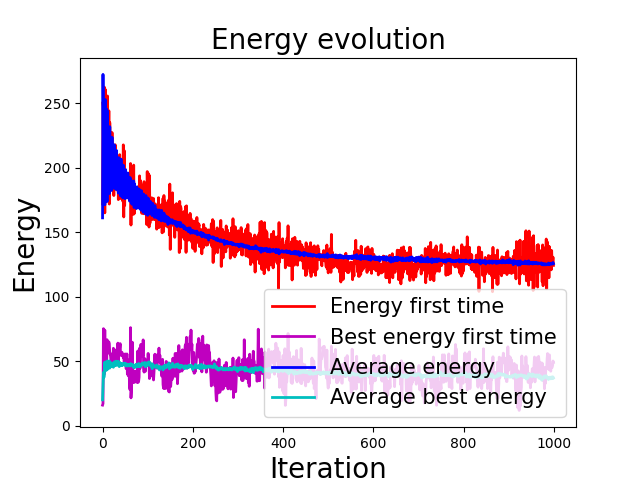 Energy evolution
Energy
250
200
150
100
50
0
Energy first time
Best energy first time
Average energy
Average best energy
0 200 400 600 800 1000
Iteration